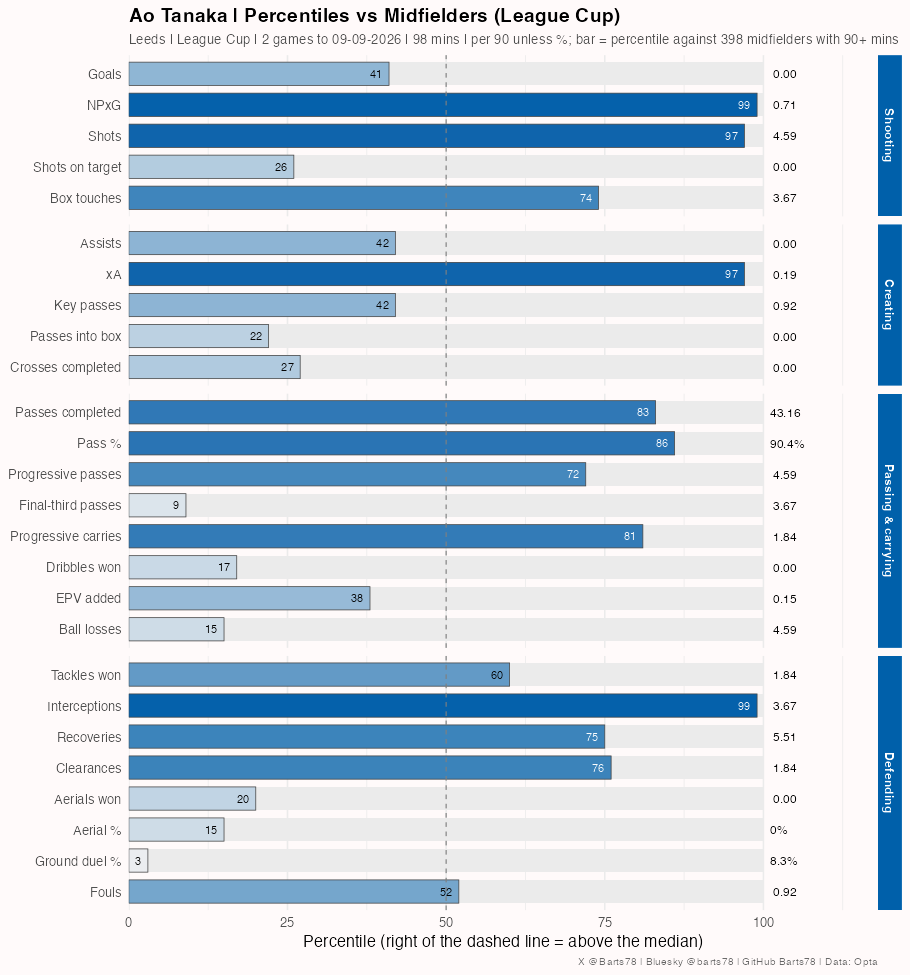 Ao Tanaka | Percentiles vs Midfielders (League Cup)
Leeds | League Cup | 2 games to 09-09-2026 | 98 mins | per 90 unless %; bar = percentile against 398 midfielders with 90+ mins
Goals 41 0.00
NPxG 99 0.71
Shots 97 4.59
Shots on target 26 0.00
Box touches 74 3.67
Shooting
Assists 42 0.00
xA 97 0.19
Key passes 42 0.92
Passes into box 22 0.00
Crosses completed 27 0.00
Creating
Passes completed 83 43.16
Pass % 86 90.4%
Progressive passes 72 4.59
Final-third passes 9 3.67
Progressive carries 81 1.84
Dribbles won 17 0.00
EPV added 38 0.15
Ball losses 15 4.59
Passing & carrying
Tackles won 60 1.84
Interceptions 99 3.67
Recoveries 75 5.51
Clearances 76 1.84
Aerials won 20 0.00
Aerial % 15 0%
Ground duel % 3 8.3%
Fouls 52 0.92
Defending
0 25 50 75 100
Percentile (right of the dashed line = above the median)
X @Barts78 | Bluesky @barts78 | GitHub Barts78 | Data: Opta